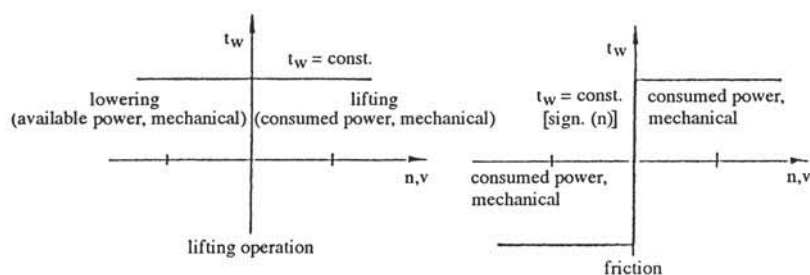 t_W
t_W = const.
lowering
(available power, mechanical)
lifting
(consumed power, mechanical)
n,v
lifting operation
t_W
t_W = const.
[sign. (n)]
consumed power,
mechanical
n,v
consumed power,
mechanical
friction